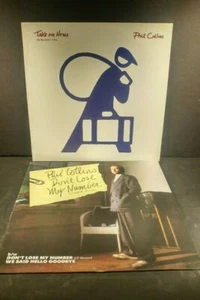 Take me Home
Phil Collins
Phil Collins
Don't Lose
My Number
b/w
DON'T LOSE MY NUMBER
WE SAID HELLO GOODBYE